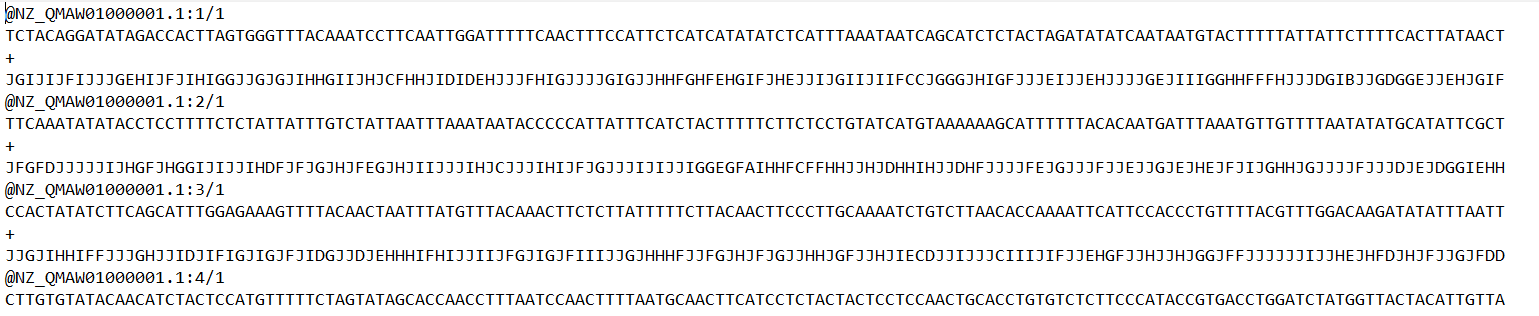 @NZ_QMAW01000001.1:1/1
TCTACAGGATATAGACCACTTAGTGGGTTTACAAATCCTTCAATTGGATTTTTCAACTTTCCATTCTCATCATATATCTCATTTAAATAATCAGCATCTCTACTAGATATATCAATAATGTACTTTTTATTATTCTTTTCACTTATAACT
+
JGIJIJFIJJJGEHIJFJIHIGGJJGJGJIHHGIIJHJCFHHJIDIDEHJJJFHIGJJJJGIGJJHHFGHFEHGIFJHEJJIJGIIJIIFCCJGGGJHIGFJJJEIJJEHJJJJGEJIIIGGHHFFFHJJJDGIBJJGDGGEJJEHJGIF
@NZ_QMAW01000001.1:2/1
TTCAAATATATACCTCCTTTTCTCTATTATTTGTCTATTAATTTAAATAATACCCCCATTATTTCATCTACTTTTTCTTCTCCTGTATCATGTAAAAAAGCATTTTTTACACAATGATTTAAATGTTGTTTTAATATATGCATATTCGCT
+
JFGFDJJJJJIJHGFJHGGIJIJJIHDFJFJGJHJFEGJHJIIJJJIHJCJJJIHIJFJGJJJIJIJJIGGEGFAIHHFCFFHHJJHJDHHIHJJDHFJJJJFEJGJJJFJJEJJGJEJHEJFJIJGHHJGJJJJFJJJDJEJDGGIEHH
@NZ_QMAW01000001.1:3/1
CCACTATATCTTCAGCATTTGGAGAAAGTTTTACAACTAATTTATGTTTACAAACTTCTCTTATTTTTCTTACAACTTCCCTTGCAAAATCTGTCTTAACACCAAAATTCATTCCACCCTGTTTTACGTTTGGACAAGATATATTTAATT
+
JJGJIHHIFFJJJGHJJIDJIFIGJIGJFJIDGJJDJEHHHIFHIJJIIJFGJIGJFIIIJJGJHHHFJJFGJHJFJGJJHHJGFJJHJIECDJJIJJJCIIIJIFJJEHGFJJHJJHJGGJFFJJJJJJIJJHEJHFDJHJFJJGJFDD
@NZ_QMAW01000001.1:4/1
CTTGTGTATACAACATCTACTCCATGTTTTTCTAGTATAGCACCAACCTTTAATCCAACTTTTAATGCAACTTCATCCTCTACTACTCCTCCAACTGCACCTGTGTCTCTTCCCATACCGTGACCTGGATCTATGGTTACTACATTGTTA